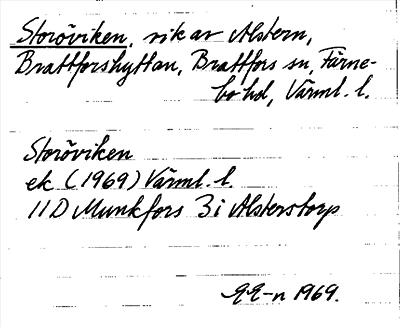 Storöviken, vik av Alstern,
Brattforshyttan, Brattfors sn, Färne-
bo hd, Värml. l.
Storöviken
ek (1969) Värml. l.
11D Munkfors 3i Alsterstorp
1969.